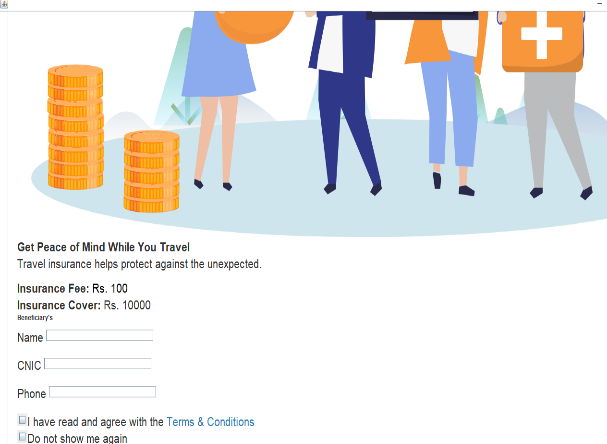 Get Peace of Mind While You Travel
Travel insurance helps protect against the unexpected.
Insurance Fee: Rs. 100
Insurance Cover: Rs. 10000
Beneficiary's
Name
CNIC
Phone
I have read and agree with the Terms & Conditions
Do not show me again